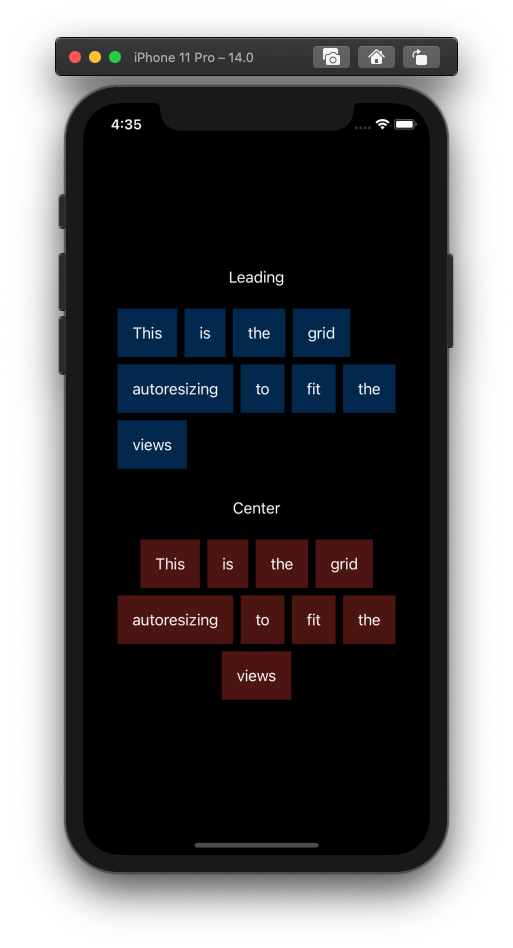 iPhone 11 Pro – 14.0
4:35
Leading
This is the grid
autoresizing to fit the
views
Center
This is the grid
autoresizing to fit the
views